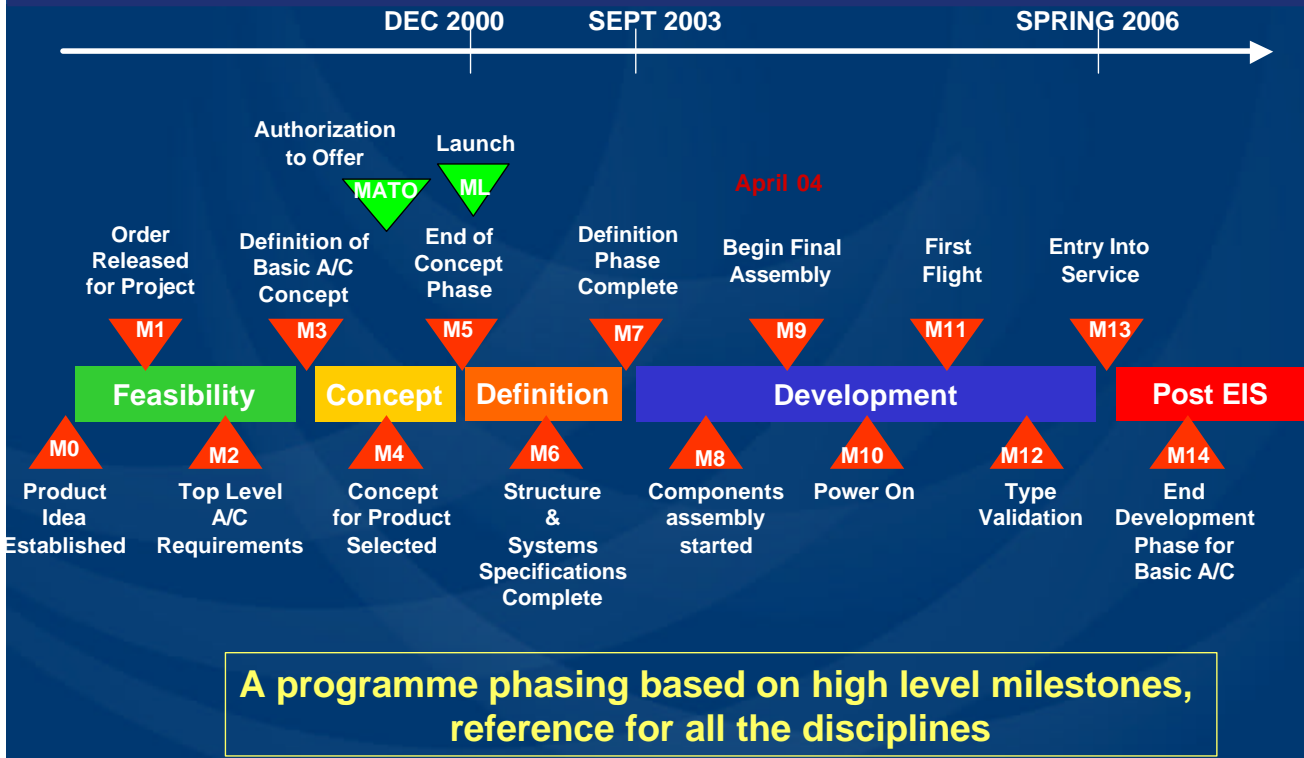 DEC 2000
SEPT 2003
SPRING 2006
Authorization
to Offer
Launch
MATO
ML
April 04
Order
Released
for Project
Definition of
Basic A/C
Concept
End of
Concept
Phase
Definition
Phase
Complete
Begin Final
Assembly
First
Flight
Entry Into
Service
M1
M3
M5
M7
M9
M11
M13
Feasibility
Concept
Definition
Development
Post EIS
M0
M2
M4
M6
M8
M10
M12
M14
Product
Idea
Established
Top Level
A/C
Requirements
Concept
for Product
Selected
Structure
&
Systems
Specifications
Complete
Components
assembly
started
Power On
Type
Validation
End
Development
Phase for
Basic A/C
A programme phasing based on high level milestones,
reference for all the disciplines